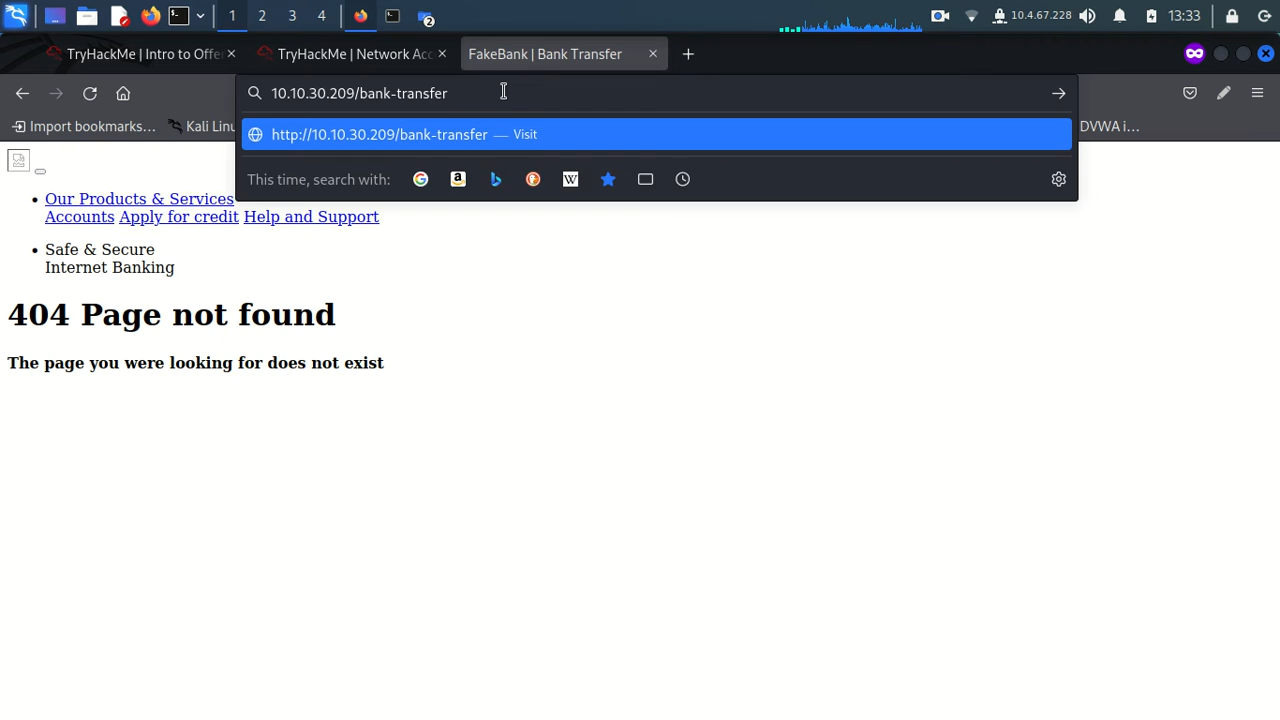 1 2 3 4 2 10.4.67.228 13:33
TryHackMe | Intro to Offe TryHackMe | Network Acc FakeBank | Bank Transfer
10.10.30.209/bank-transfer
Import bookmarks... Kali Linu DVWA i...
http://10.10.30.209/bank-transfer — Visit
This time, search with:
Our Products & Services
Accounts Apply for credit Help and Support
Safe & Secure
Internet Banking
404 Page not found
The page you were looking for does not exist